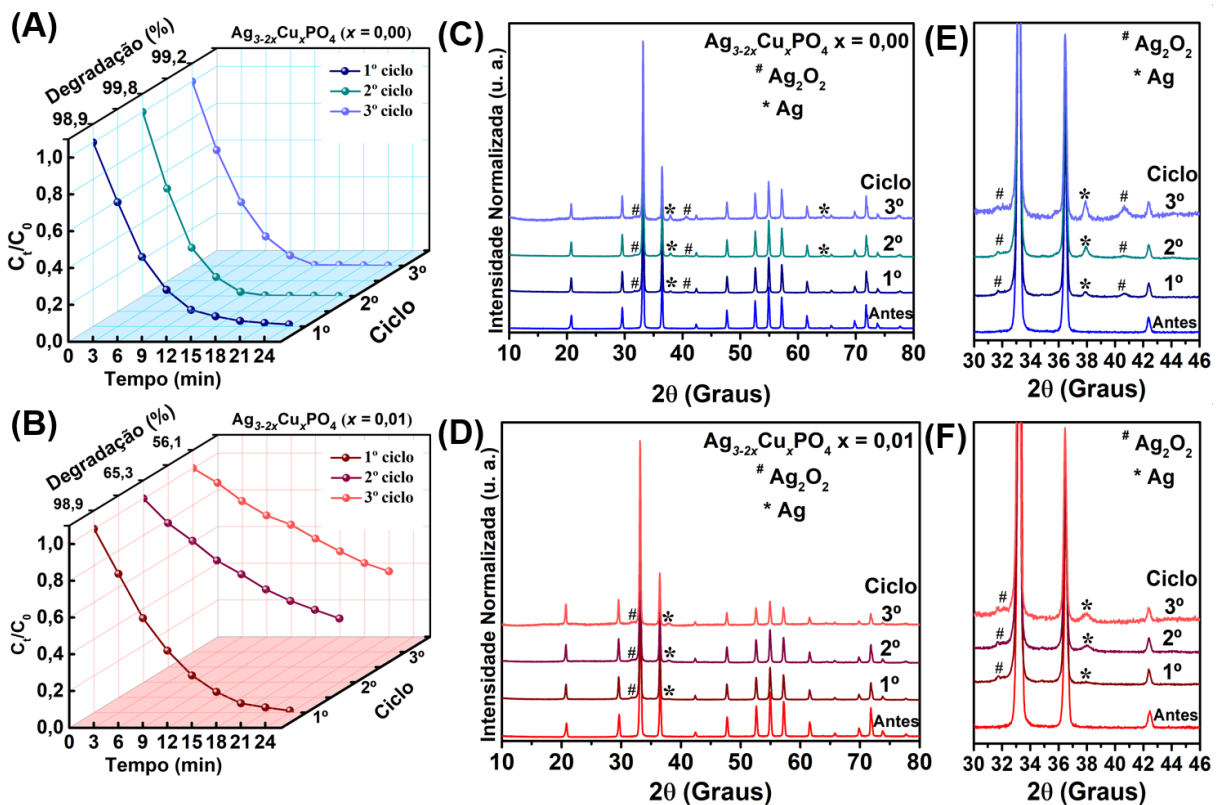 (A)
Degradação (%)
98,9
99,8
99,2
Ag3-2xCuxPO4 (x = 0,00)
1º ciclo
2º ciclo
3º ciclo
Ct/C0
1,0
0,8
0,6
0,4
0,2
0,0
0 3 6 9 12 15 18 21 24
Tempo (min)
1º
2º
3º
Ciclo
(B)
Degradação (%)
98,9
65,3
56,1
Ag3-2xCuxPO4 (x = 0,01)
1º ciclo
2º ciclo
3º ciclo
Ct/C0
1,0
0,8
0,6
0,4
0,2
0,0
0 3 6 9 12 15 18 21 24
Tempo (min)
1º
2º
3º
Ciclo
(C)
Intensidade Normalizada (u. a.)
Ag3-2xCuxPO4 x = 0,00
# Ag2O2
* Ag
Ciclo
# * # * 3º
# * # * 2º
# * # 1º
Antes
10 20 30 40 50 60 70 80
2θ (Graus)
(D)
Intensidade Normalizada (u. a.)
Ag3-2xCuxPO4 x = 0,01
# Ag2O2
* Ag
Ciclo
# * 3º
# * 2º
# * 1º
Antes
10 20 30 40 50 60 70 80
2θ (Graus)
(E)
# Ag2O2
* Ag
Ciclo
# * # 3º
# * # 2º
# * # 1º
Antes
30 32 34 36 38 40 42 44 46
2θ (Graus)
(F)
# Ag2O2
* Ag
Ciclo
# * 3º
# * 2º
# * 1º
Antes
30 32 34 36 38 40 42 44 46
2θ (Graus)